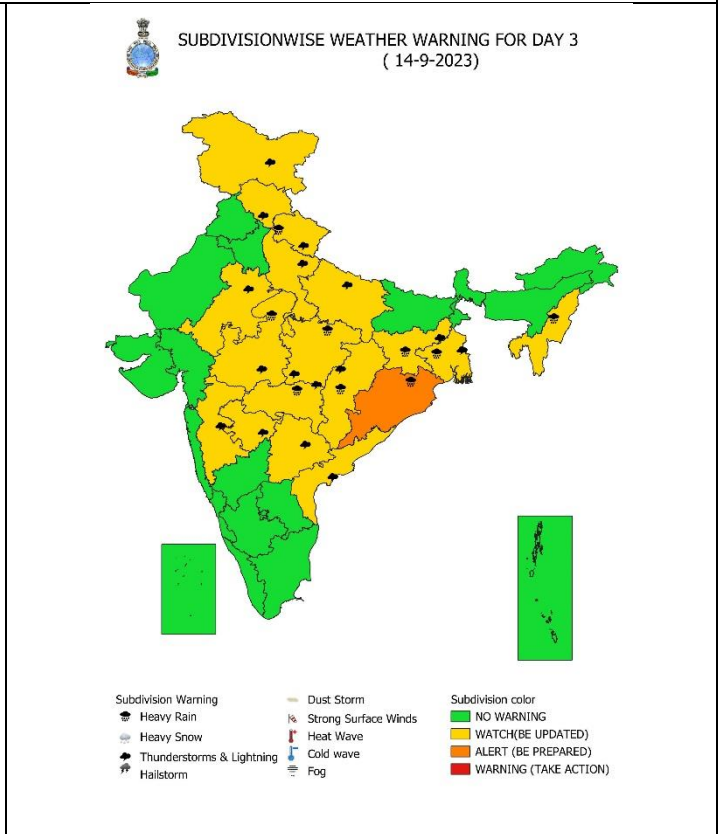 SUBDIVISIONWISE WEATHER WARNING FOR DAY 3
( 14-9-2023)
Subdivision Warning
Heavy Rain
Heavy Snow
Thunderstorms & Lightning
Hailstorm
Dust Storm
Strong Surface Winds
Heat Wave
Cold wave
Fog
Subdivision color
NO WARNING
WATCH(BE UPDATED)
ALERT (BE PREPARED)
WARNING (TAKE ACTION)